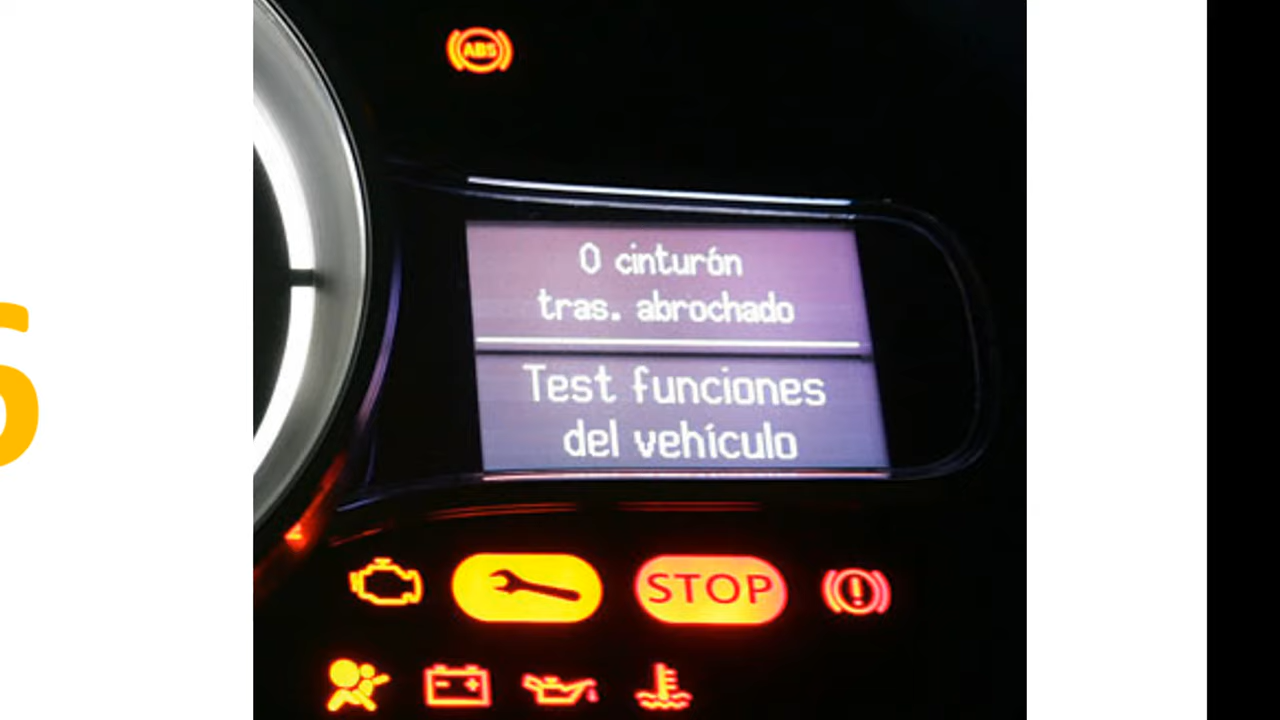 ABS
0 cinturón
tras. abrochado
Test funciones
del vehículo
STOP